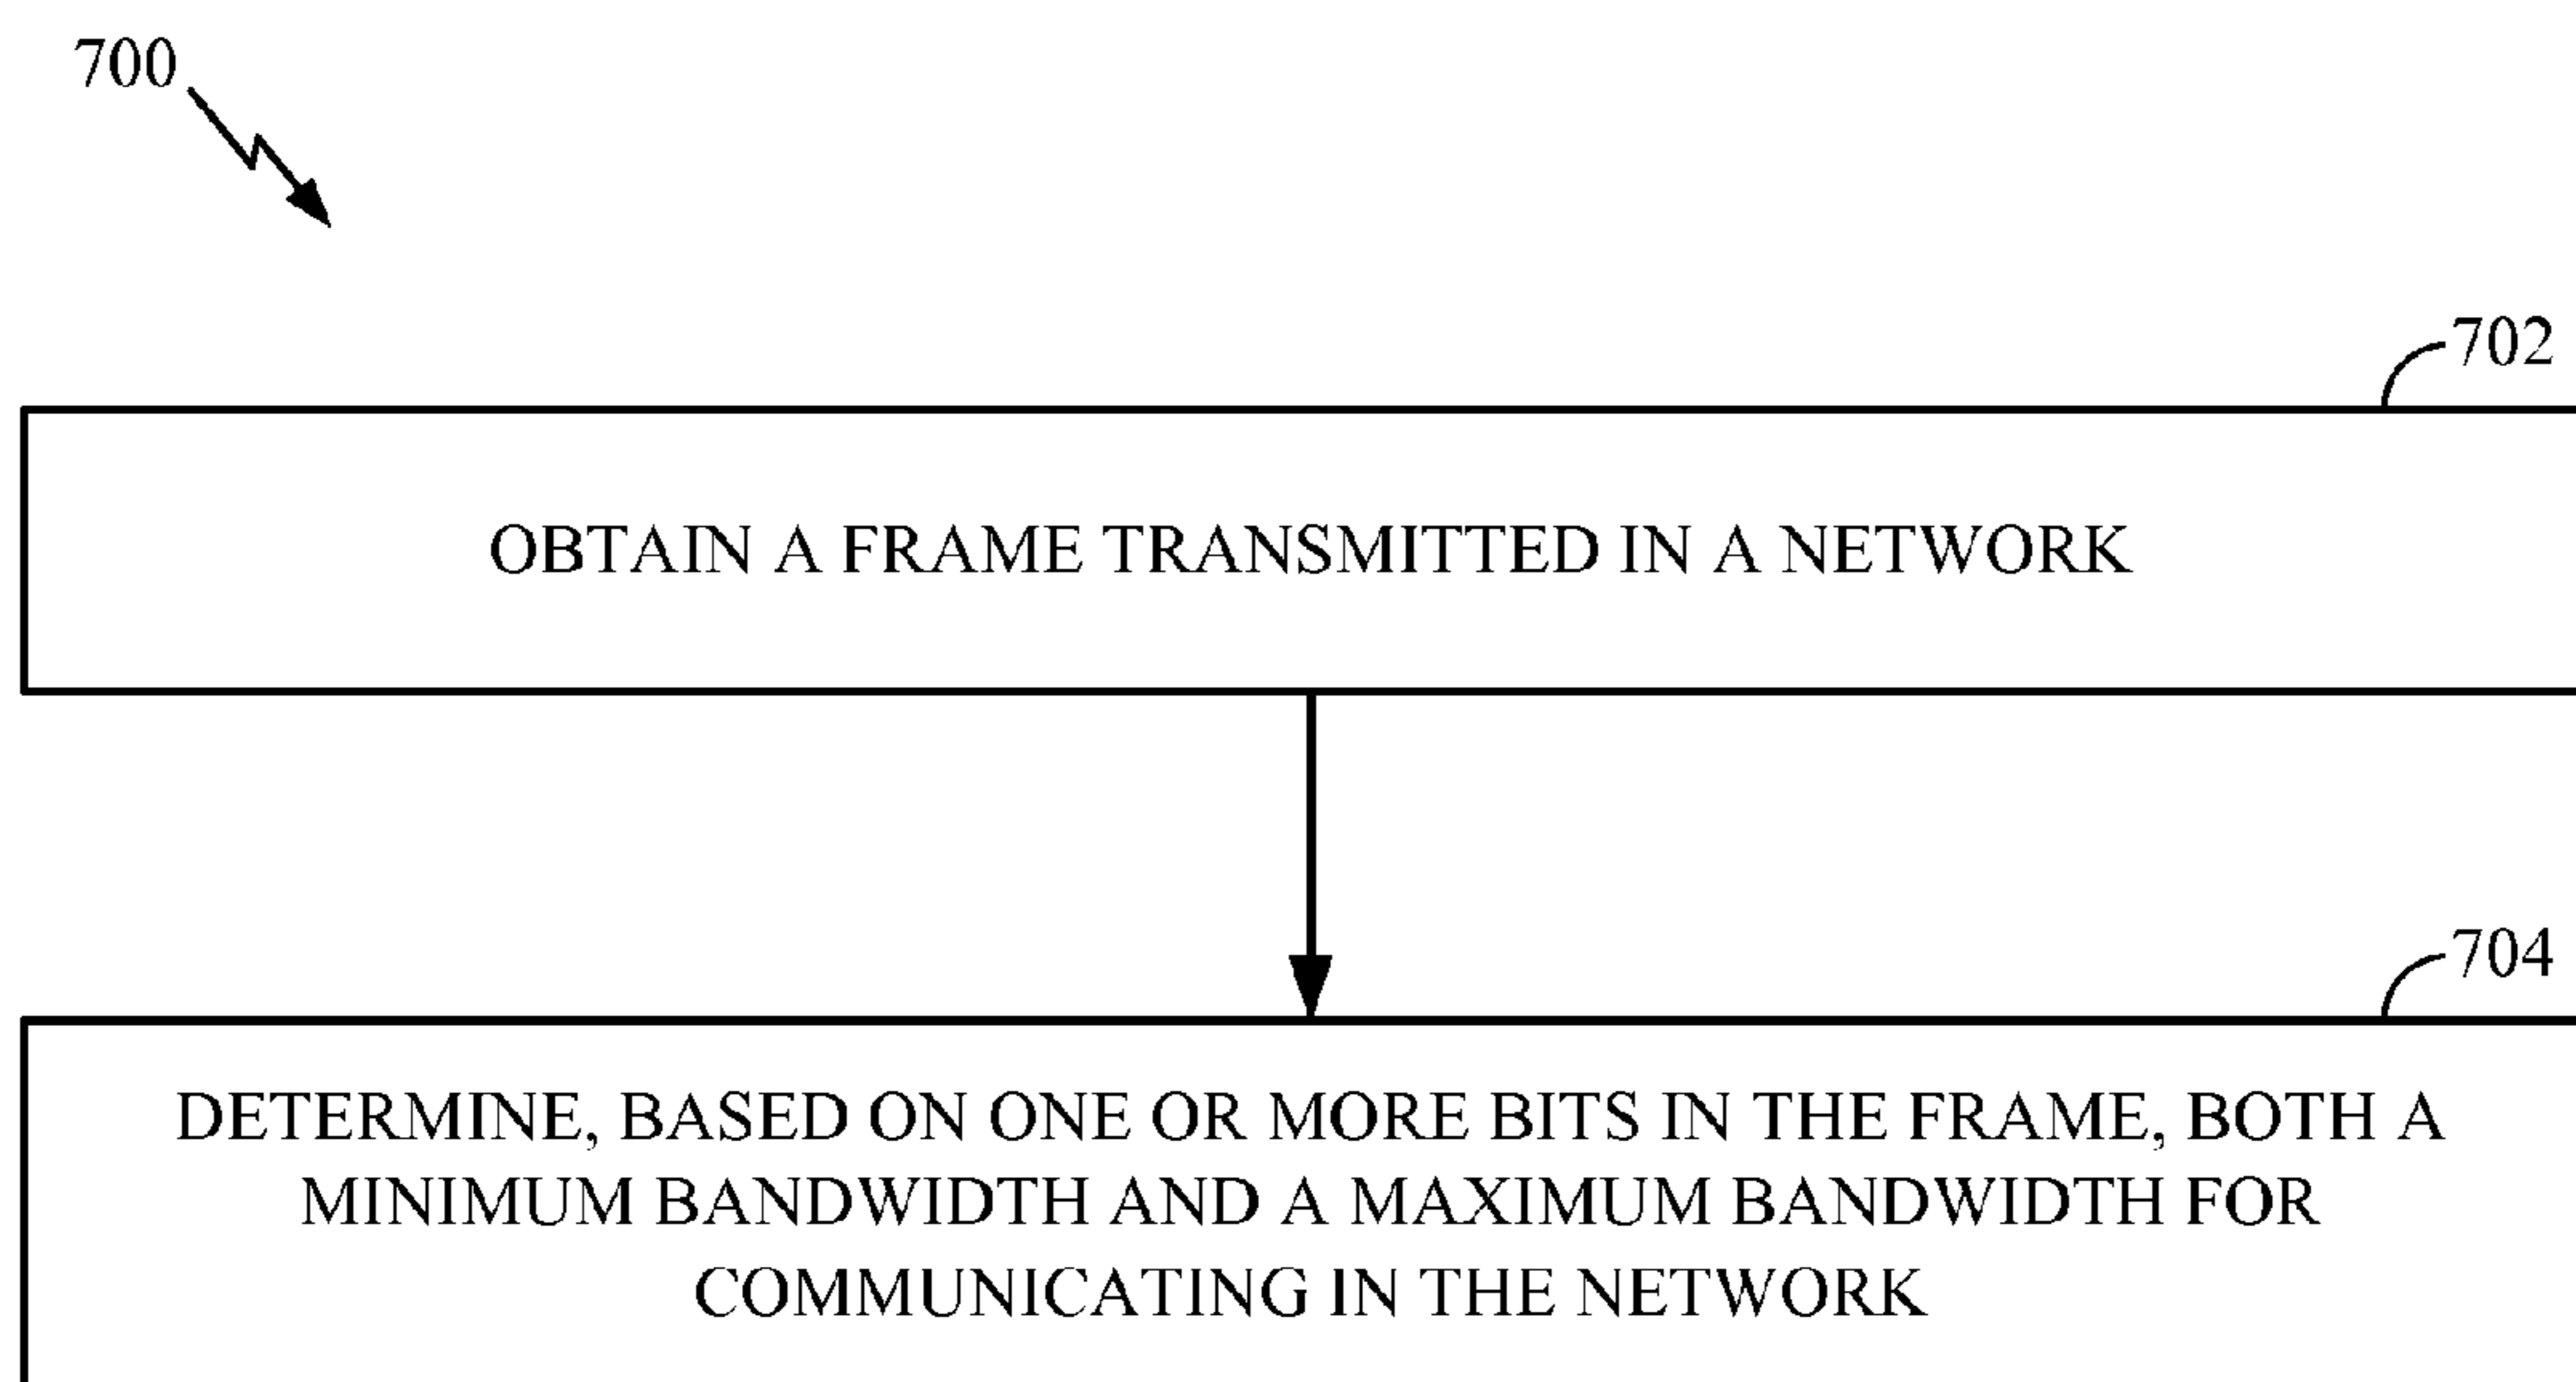 700
702
OBTAIN A FRAME TRANSMITTED IN A NETWORK
704
DETERMINE, BASED ON ONE OR MORE BITS IN THE FRAME, BOTH A
MINIMUM BANDWIDTH AND A MAXIMUM BANDWIDTH FOR
COMMUNICATING IN THE NETWORK